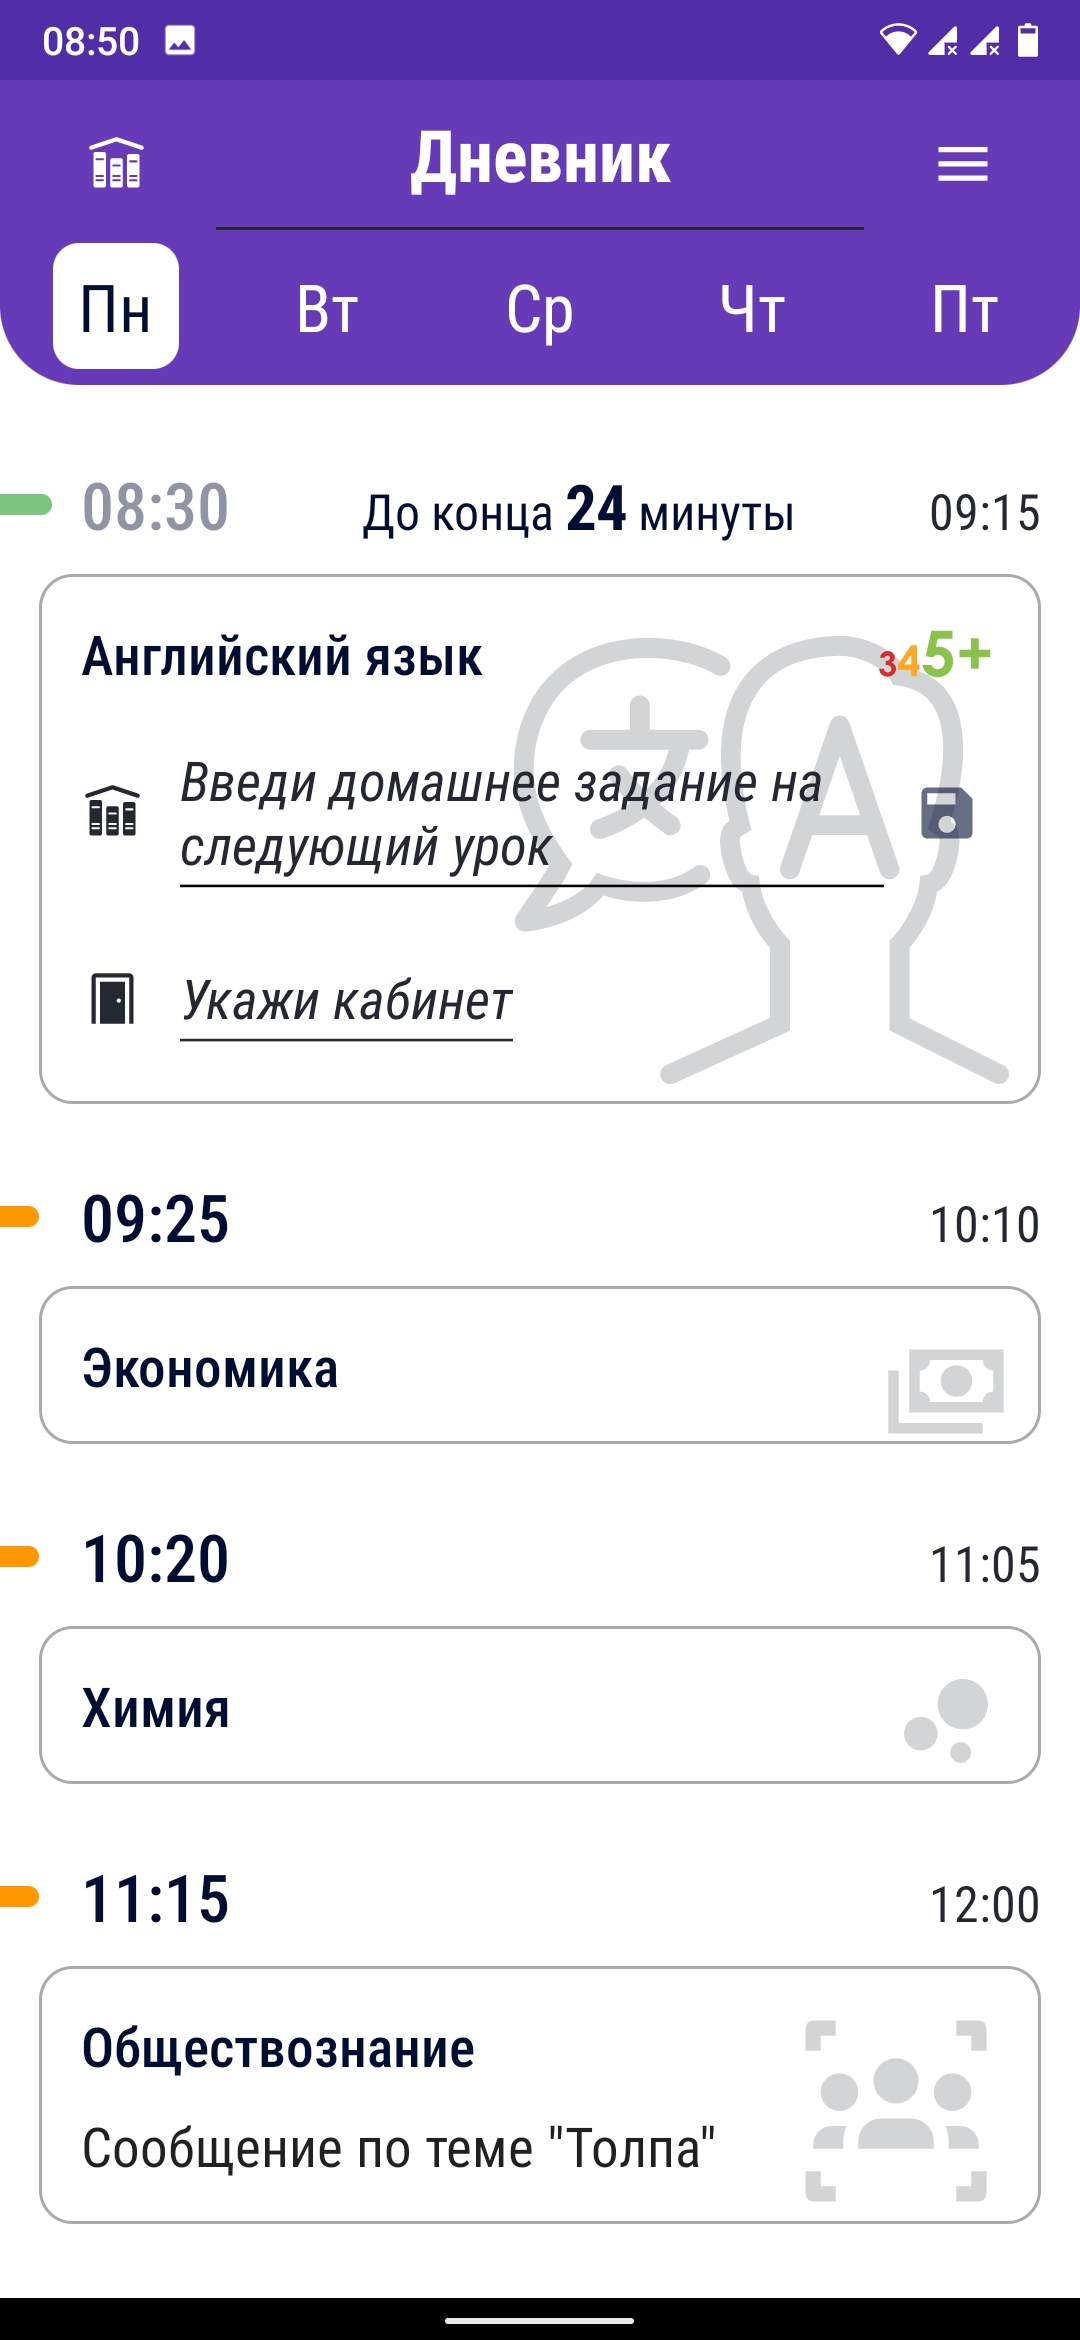 08:50
Дневник
Пн Вт Ср Чт Пт
08:30 До конца 24 минуты 09:15
Английский язык 345+
文 A
Введи домашнее задание на
следующий урок
Укажи кабинет
09:25 10:10
Экономика
10:20 11:05
Химия
11:15 12:00
Обществознание
Сообщение по теме "Толпа"